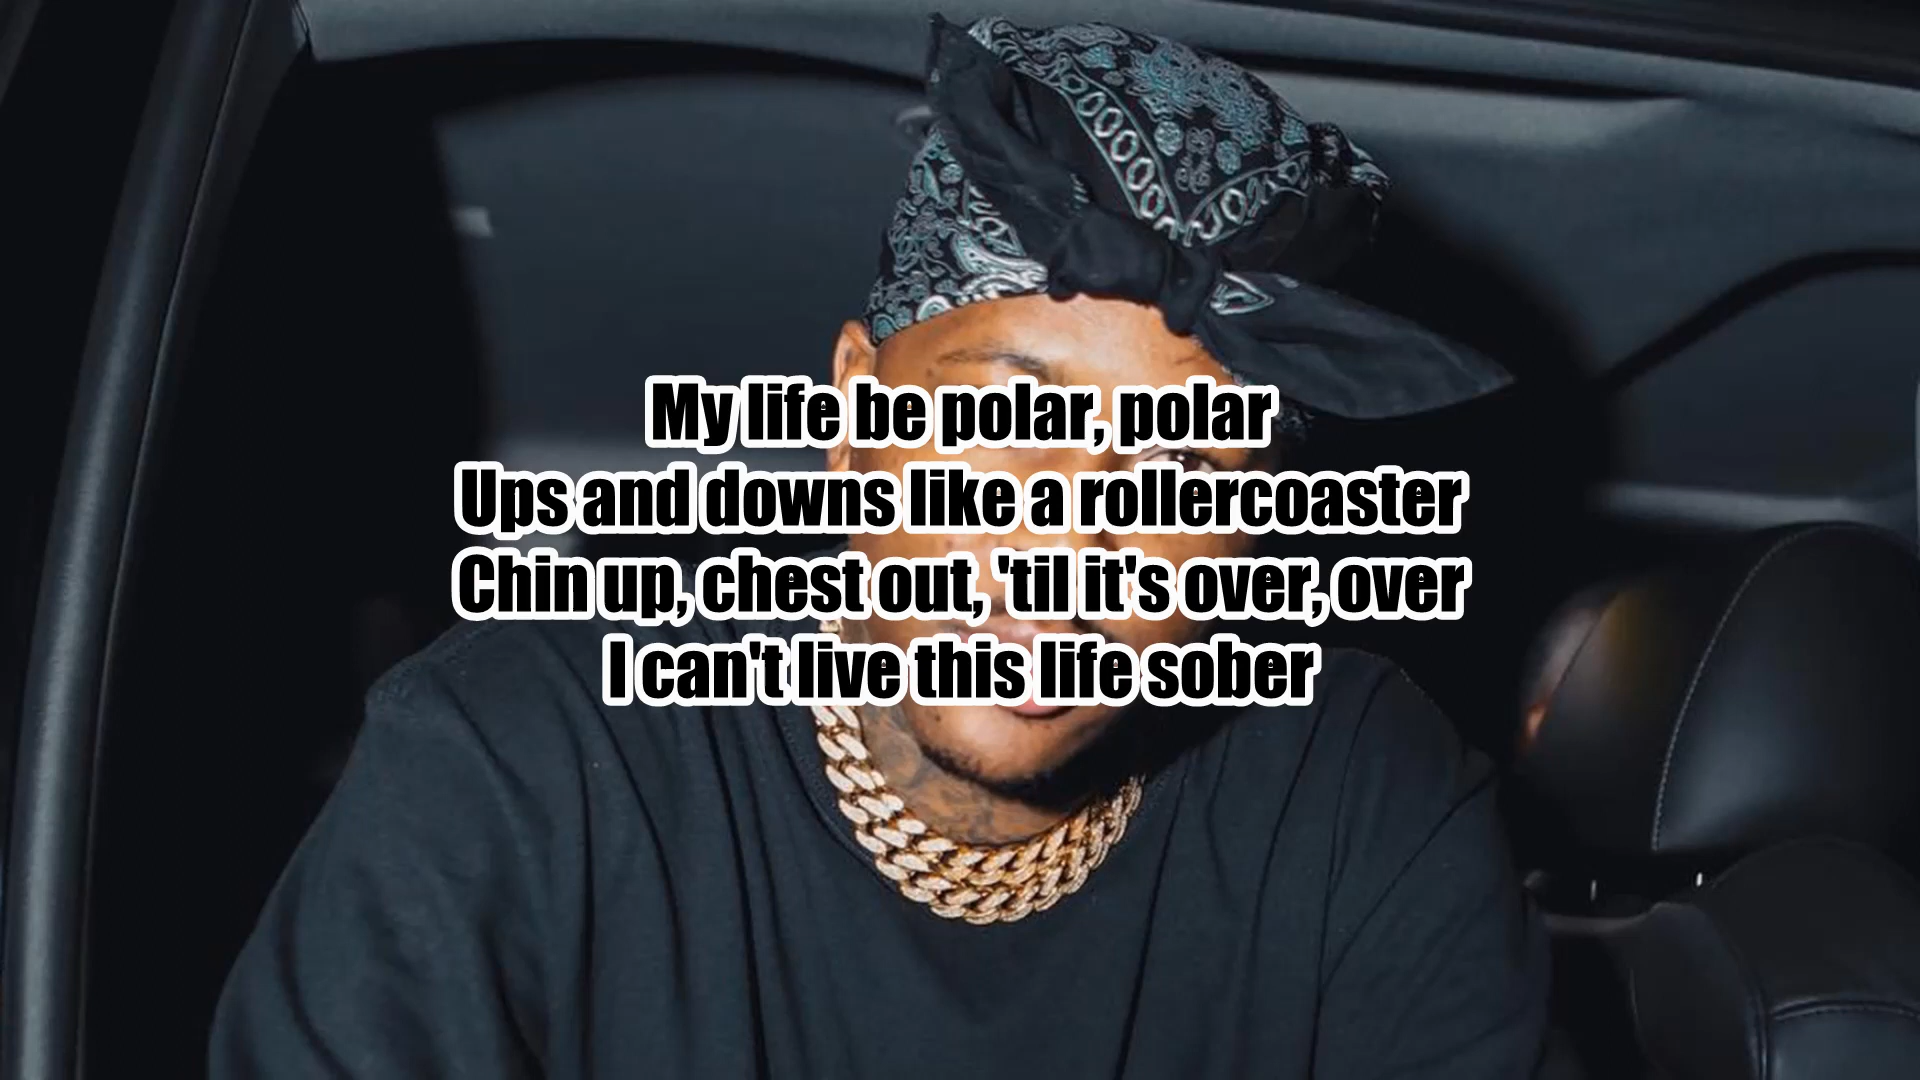 My life be polar, polar
Ups and downs like a rollercoaster
Chin up, chest out, 'til it's over, over
I can't live this life sober